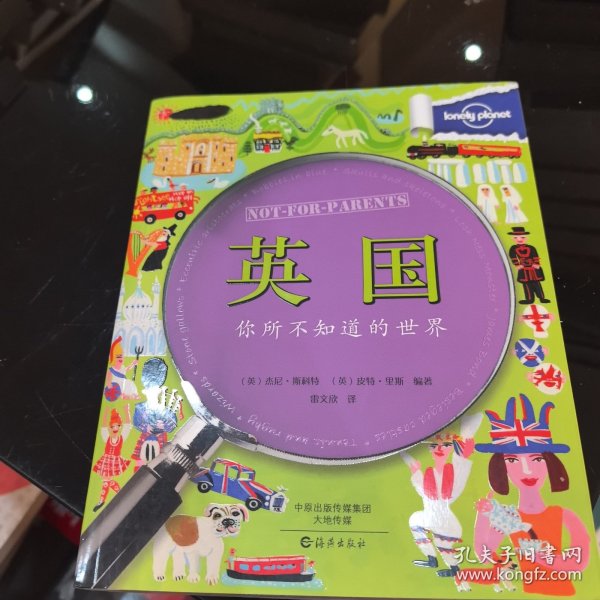 lonely planet
NOT-FOR-PARENTS
英国
你所不知道的世界
(英)杰尼·斯科特 (英)皮特·里斯 编著
雷文欣 译
中原出版传媒集团
大地传媒
海燕出版社
孔夫子旧书网
www.kongfz.com